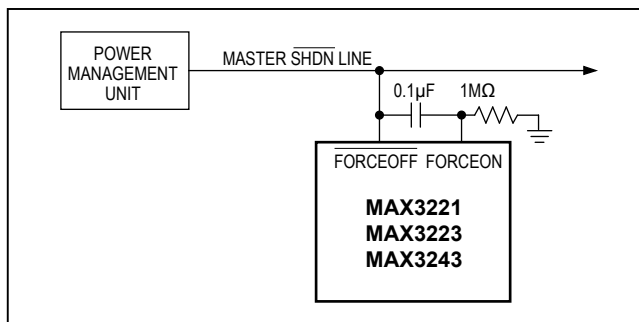 POWER
MANAGEMENT
UNIT
MASTER SHDN LINE
0.1µF
1MΩ
FORCEOFF
FORCEON
MAX3221
MAX3223
MAX3243